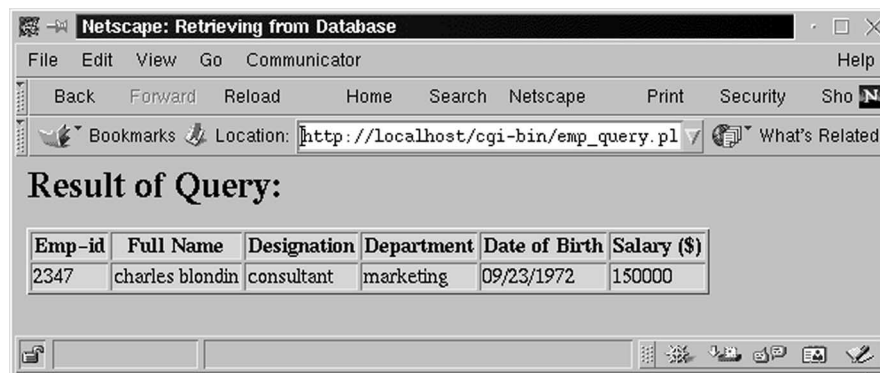 Netscape: Retrieving from Database
File Edit View Go Communicator Help
Back Forward Reload Home Search Netscape Print Security Sho N
Bookmarks Location: http://localhost/cgi-bin/emp_query.pl What's Related
Result of Query:
Emp-id Full Name Designation Department Date of Birth Salary ($)
2347 charles blondin consultant marketing 09/23/1972 150000